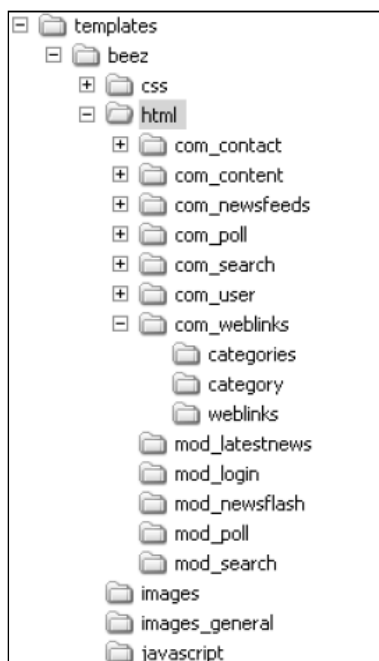 templates
beez
css
html
com_contact
com_content
com_newsfeeds
com_poll
com_search
com_user
com_weblinks
categories
category
weblinks
mod_latestnews
mod_login
mod_newsflash
mod_poll
mod_search
images
images_general
javascript